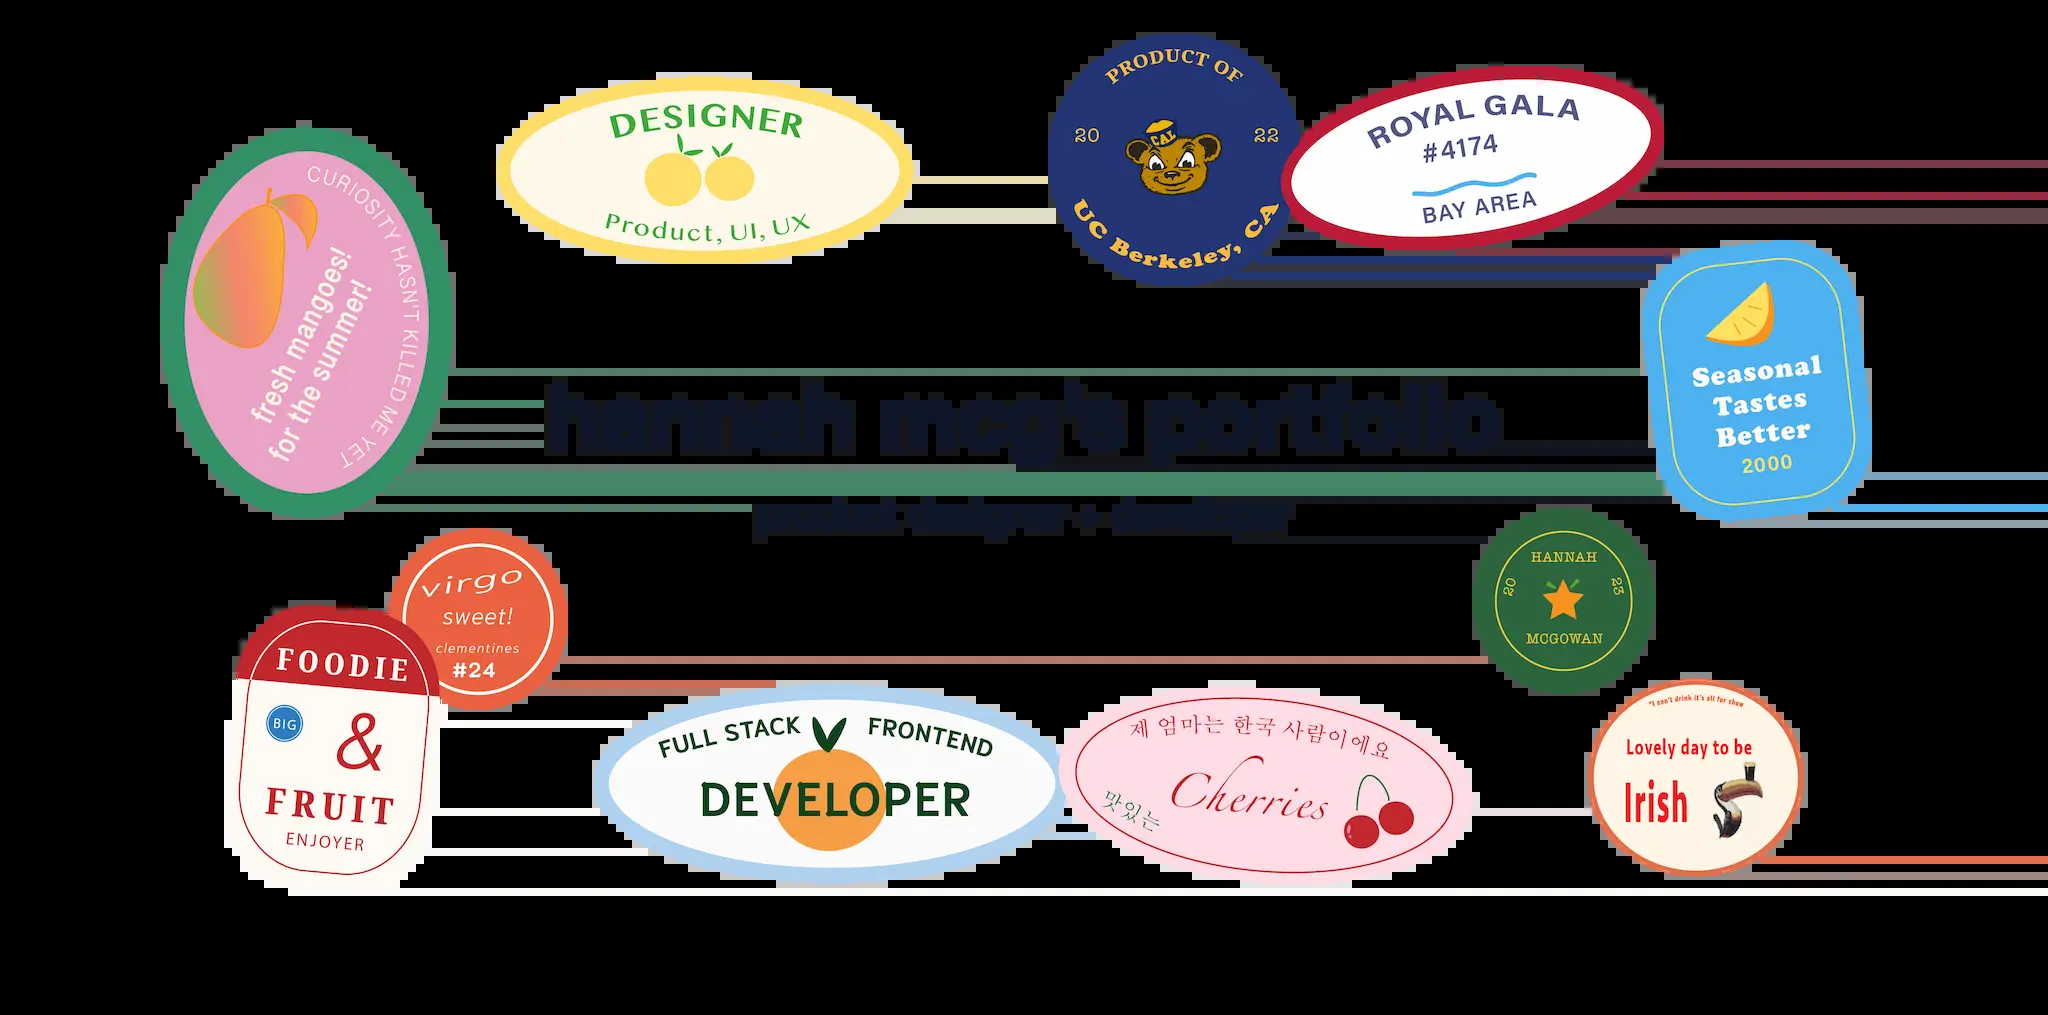 CURIOSITY HASN'T KILLED ME YET
fresh mangoes!
for the summer!
DESIGNER
Product, UI, UX
PRODUCT OF
20 22
CAL
UC Berkeley, CA
ROYAL GALA
#4174
BAY AREA
Seasonal
Tastes
Better
2000
hannah mcg's portfolio
product designer + developer
virgo
sweet!
clementines
#24
HANNAH
20 23
MCGOWAN
FOODIE
BIG
&
FRUIT
ENJOYER
FULL STACK FRONTEND
DEVELOPER
제 엄마는 한국 사람이에요
Cherries
맛있는
"I can't drink it's all for show
Lovely day to be
Irish